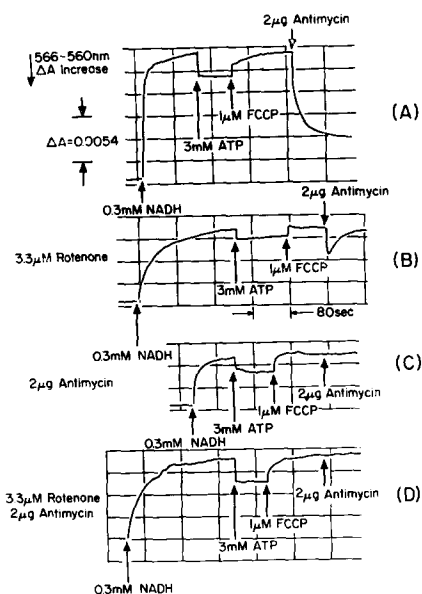 2μg Antimycin
566-560nm
ΔA Increase
(A)
ΔA=0.0054
1μM FCCP
3mM ATP
2μg Antimycin
0.3mM NADH
3.3μM Rotenone
(B)
1μM FCCP
3mM ATP
80sec
0.3mM NADH
(C)
2μg Antimycin
2μg Antimycin
1μM FCCP
3mM ATP
0.3mM NADH
3.3μM Rotenone
2μg Antimycin
(D)
2μg Antimycin
1μM FCCP
3mM ATP
0.3mM NADH